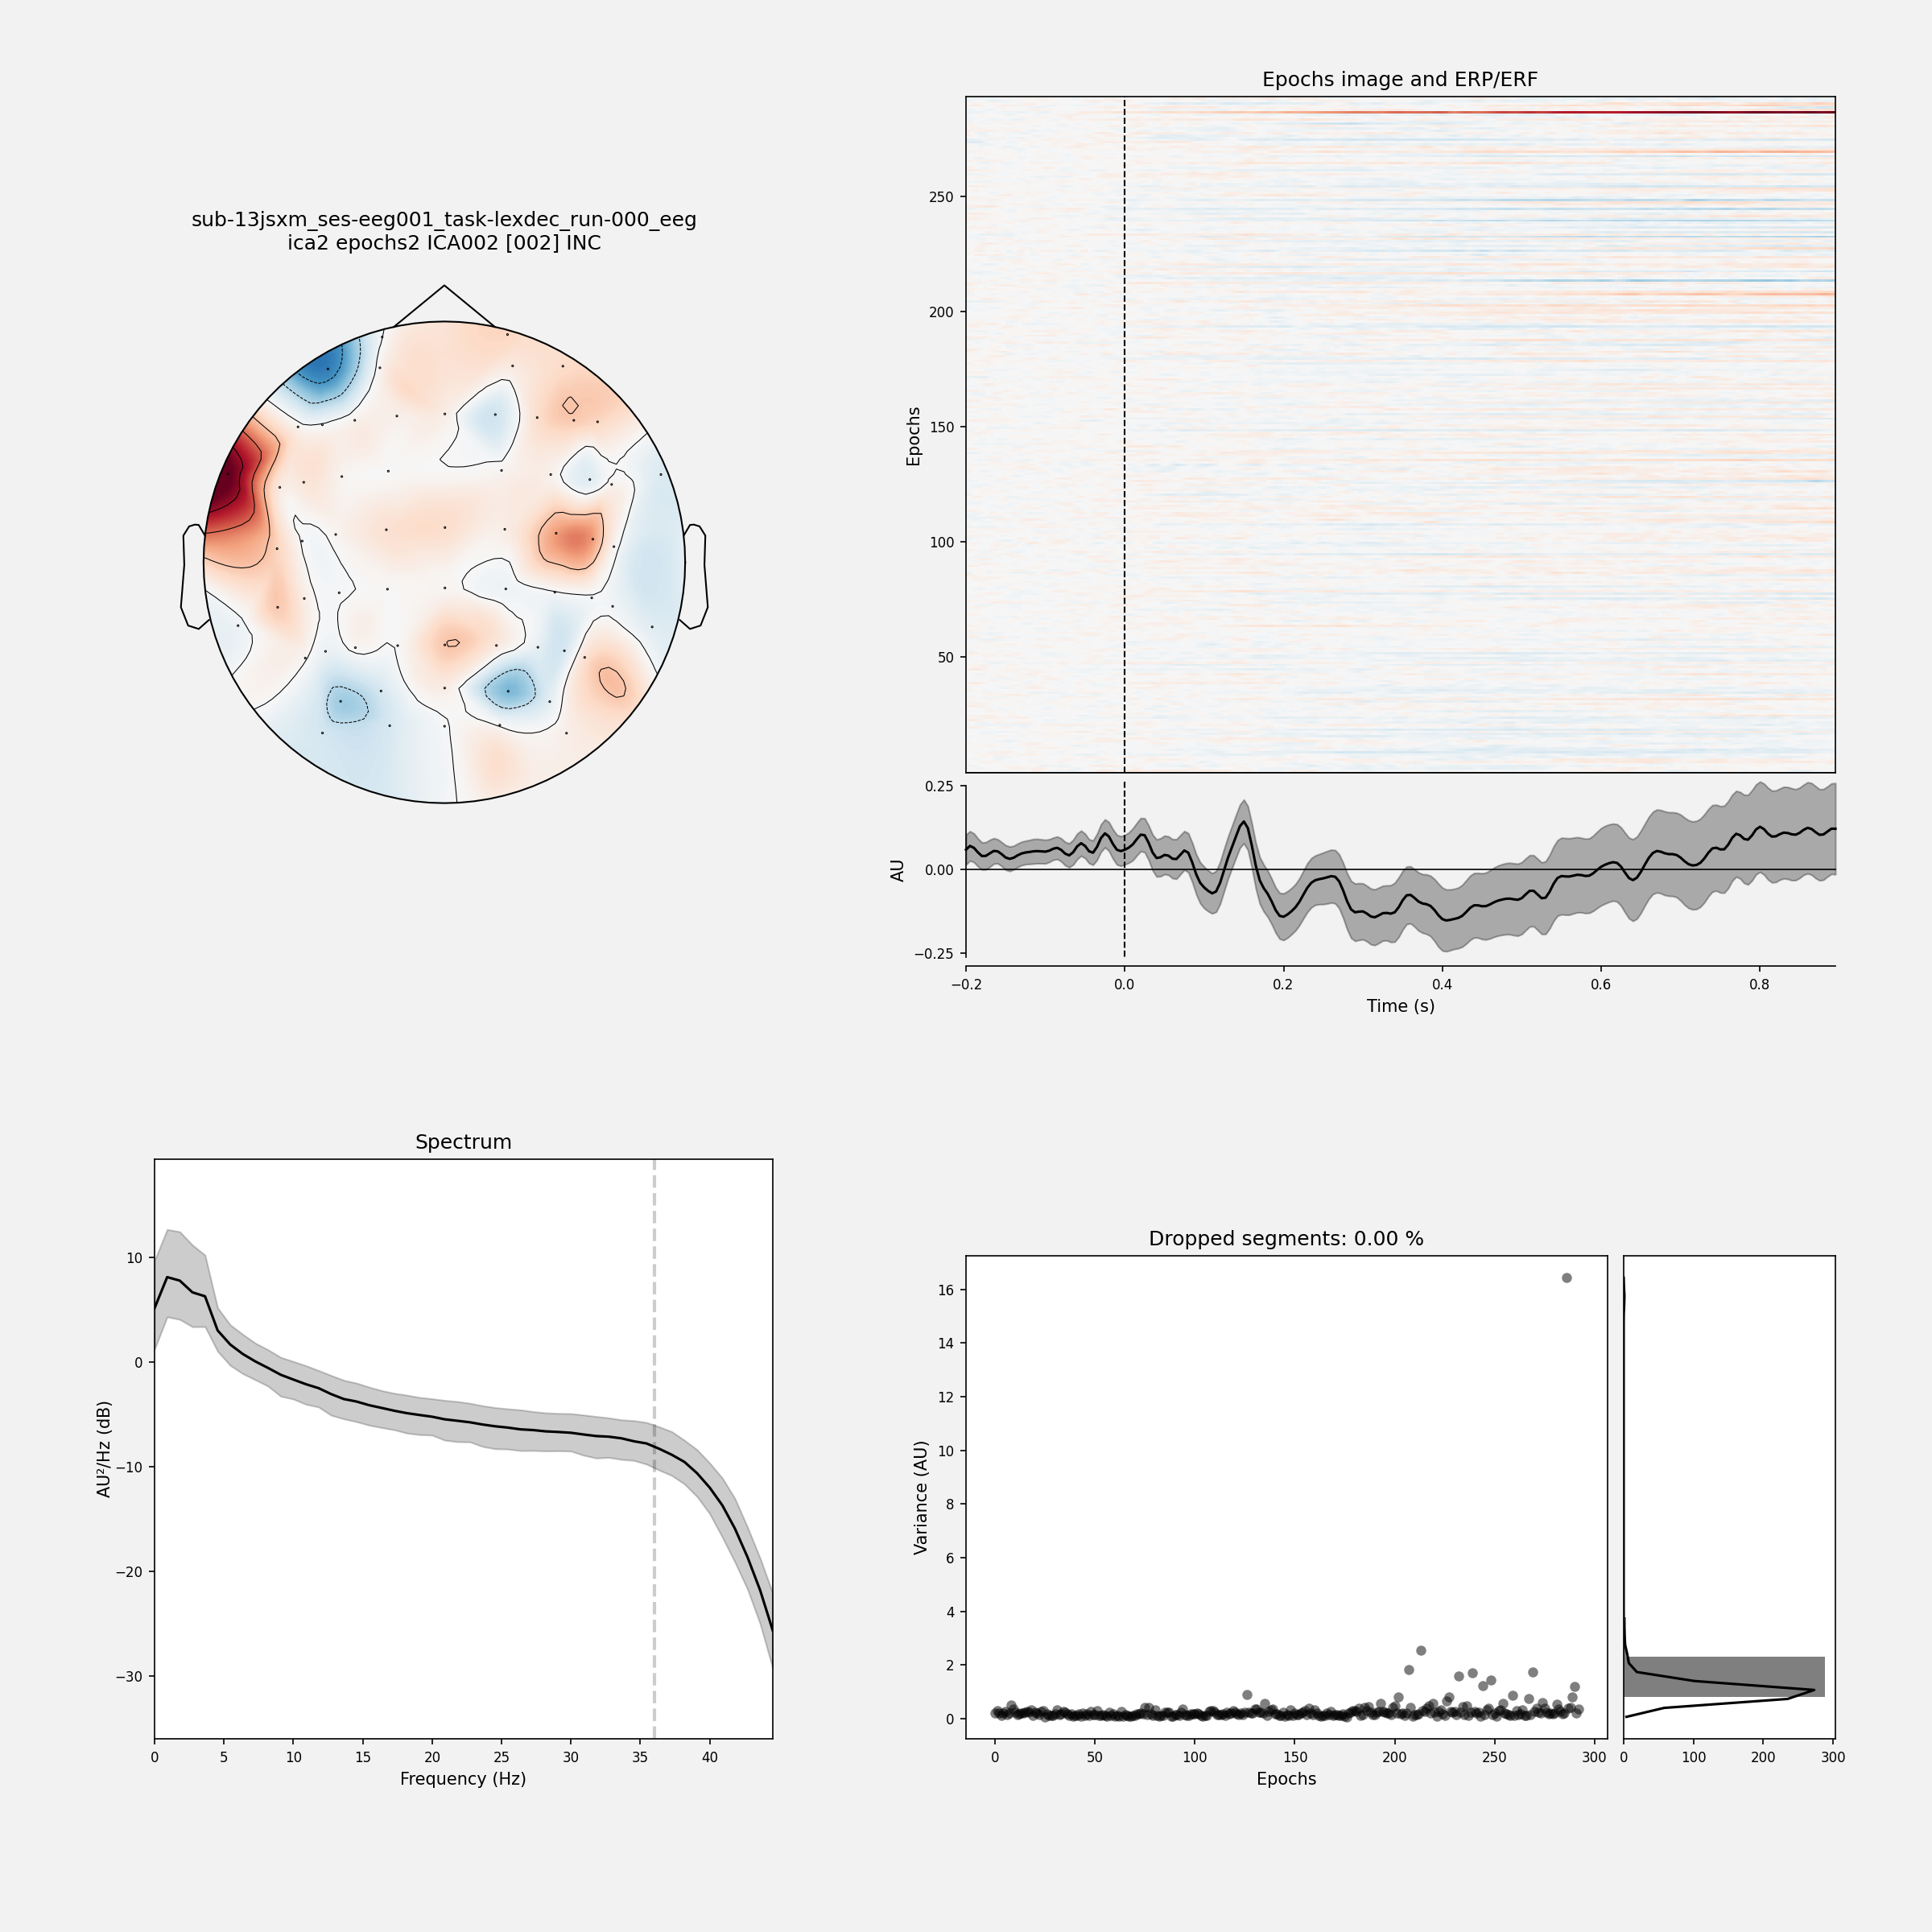 sub-13jsxm_ses-eeg001_task-lexdec_run-000_eeg
ica2 epochs2 ICA002 [002] INC
Epochs image and ERP/ERF
Epochs
250
200
150
100
50
AU
0.25
0.00
−0.25
−0.2 0.0 0.2 0.4 0.6 0.8
Time (s)
Spectrum
AU²/Hz (dB)
10
0
−10
−20
−30
0 5 10 15 20 25 30 35 40
Frequency (Hz)
Dropped segments: 0.00 %
Variance (AU)
16
14
12
10
8
6
4
2
0
0 50 100 150 200 250 300
Epochs
0 100 200 300